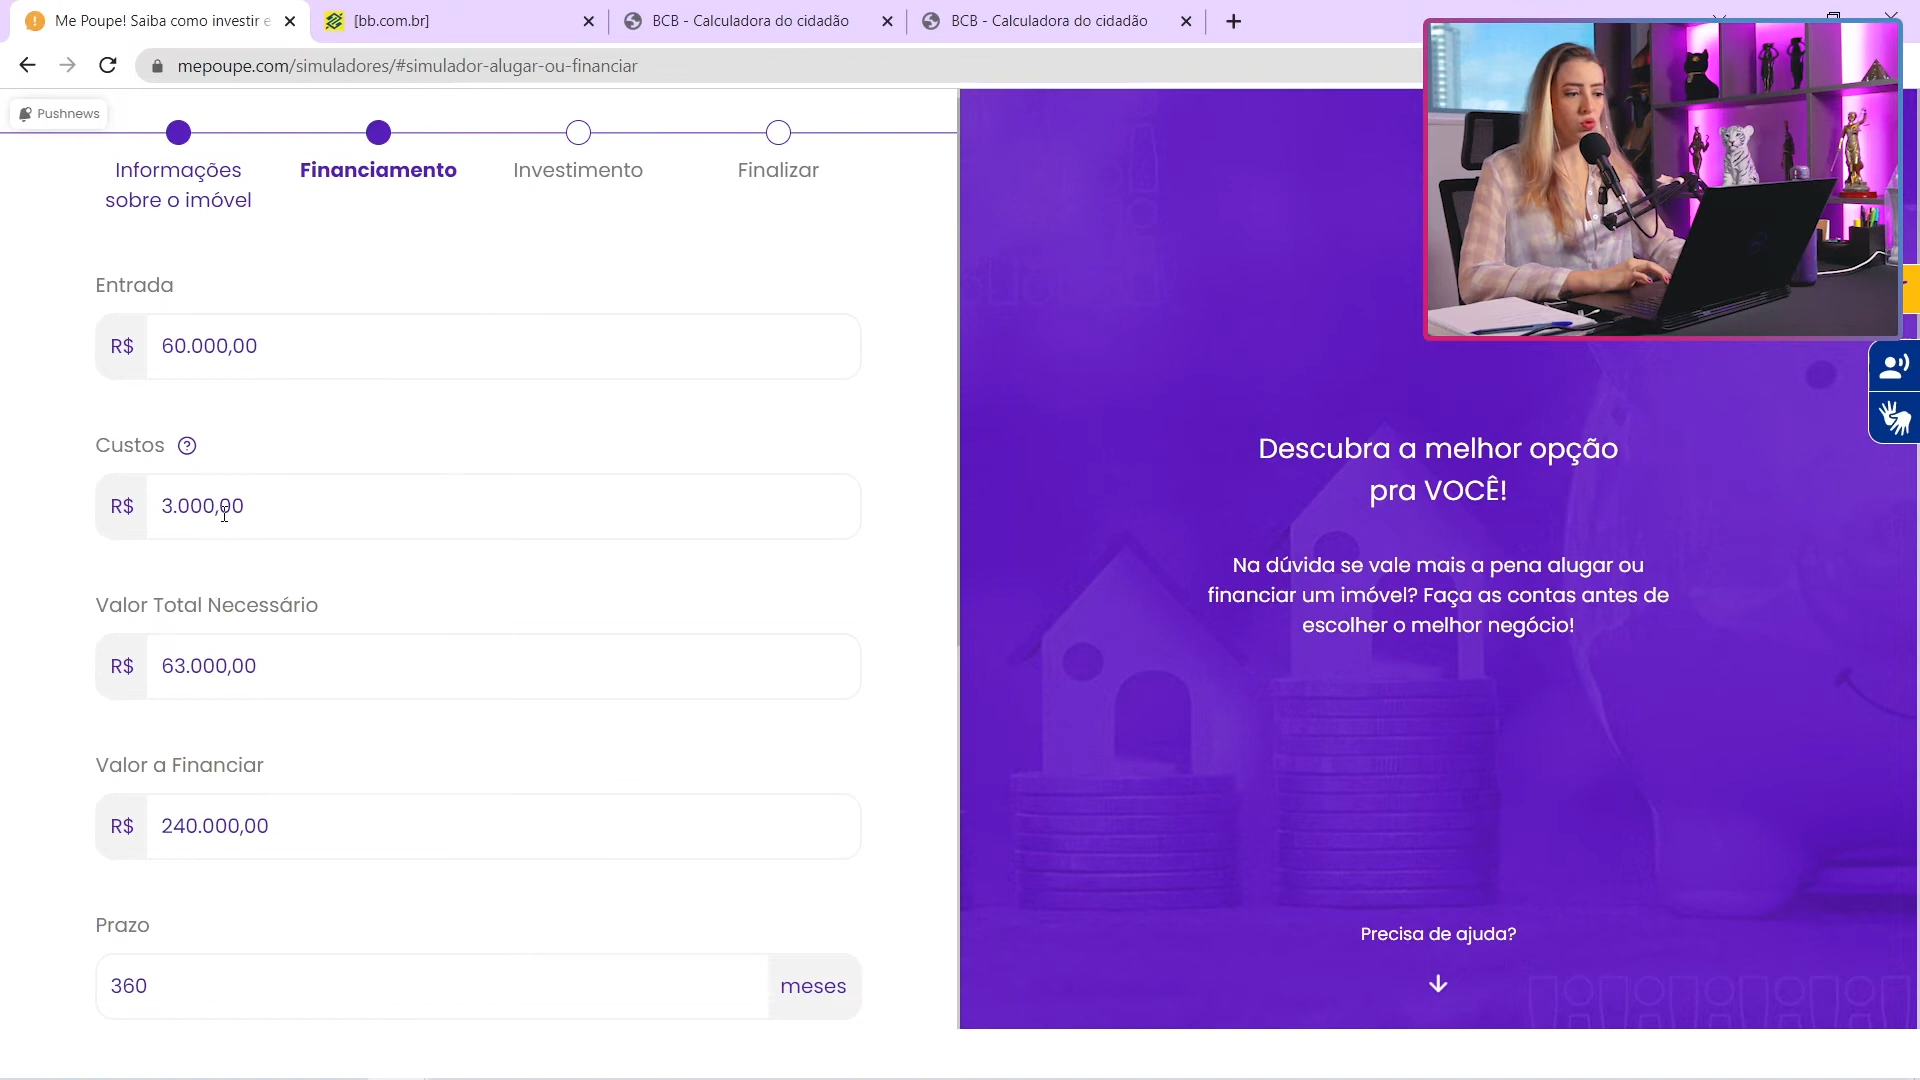 Me Poupe! Saiba como investir e
[bb.com.br]
BCB - Calculadora do cidadão
BCB - Calculadora do cidadão
mepoupe.com/simuladores/#simulador-alugar-ou-financiar
Pushnews
Informações
sobre o imóvel
Financiamento
Investimento
Finalizar
Entrada
R$ 60.000,00
Custos
R$ 3.000,00
Valor Total Necessário
R$ 63.000,00
Valor a Financiar
R$ 240.000,00
Prazo
360 meses
Descubra a melhor opção
pra VOCÊ!
Na dúvida se vale mais a pena alugar ou
financiar um imóvel? Faça as contas antes de
escolher o melhor negócio!
Precisa de ajuda?